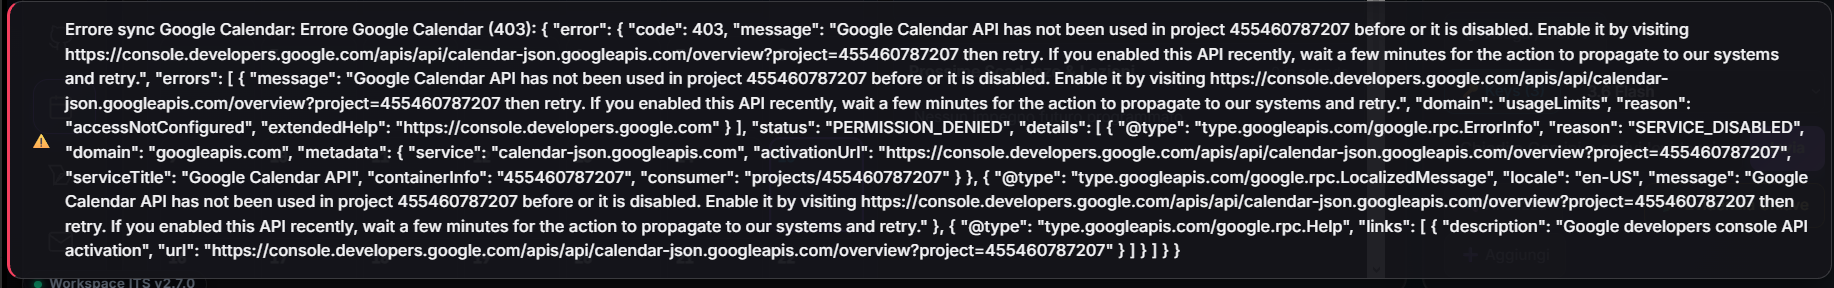 Errore sync Google Calendar: Errore Google Calendar (403): { "error": { "code": 403, "message": "Google Calendar API has not been used in project 455460787207 before or it is disabled. Enable it by visiting
https://console.developers.google.com/apis/api/calendar-json.googleapis.com/overview?project=455460787207 then retry. If you enabled this API recently, wait a few minutes for the action to propagate to our systems
and retry.", "errors": [ { "message": "Google Calendar API has not been used in project 455460787207 before or it is disabled. Enable it by visiting https://console.developers.google.com/apis/api/calendar-
json.googleapis.com/overview?project=455460787207 then retry. If you enabled this API recently, wait a few minutes for the action to propagate to our systems and retry.", "domain": "usageLimits", "reason":
"accessNotConfigured", "extendedHelp": "https://console.developers.google.com" } ], "status": "PERMISSION_DENIED", "details": [ { "@type": "type.googleapis.com/google.rpc.ErrorInfo", "reason": "SERVICE_DISABLED",
"domain": "googleapis.com", "metadata": { "service": "calendar-json.googleapis.com", "activationUrl": "https://console.developers.google.com/apis/api/calendar-json.googleapis.com/overview?project=455460787207",
"serviceTitle": "Google Calendar API", "containerInfo": "455460787207", "consumer": "projects/455460787207" } }, { "@type": "type.googleapis.com/google.rpc.LocalizedMessage", "locale": "en-US", "message": "Google
Calendar API has not been used in project 455460787207 before or it is disabled. Enable it by visiting https://console.developers.google.com/apis/api/calendar-json.googleapis.com/overview?project=455460787207 then
retry. If you enabled this API recently, wait a few minutes for the action to propagate to our systems and retry." }, { "@type": "type.googleapis.com/google.rpc.Help", "links": [ { "description": "Google developers console API
activation", "url": "https://console.developers.google.com/apis/api/calendar-json.googleapis.com/overview?project=455460787207" } ] } ] } }
+ Aggiungi
Workspace ITS v2.7.0